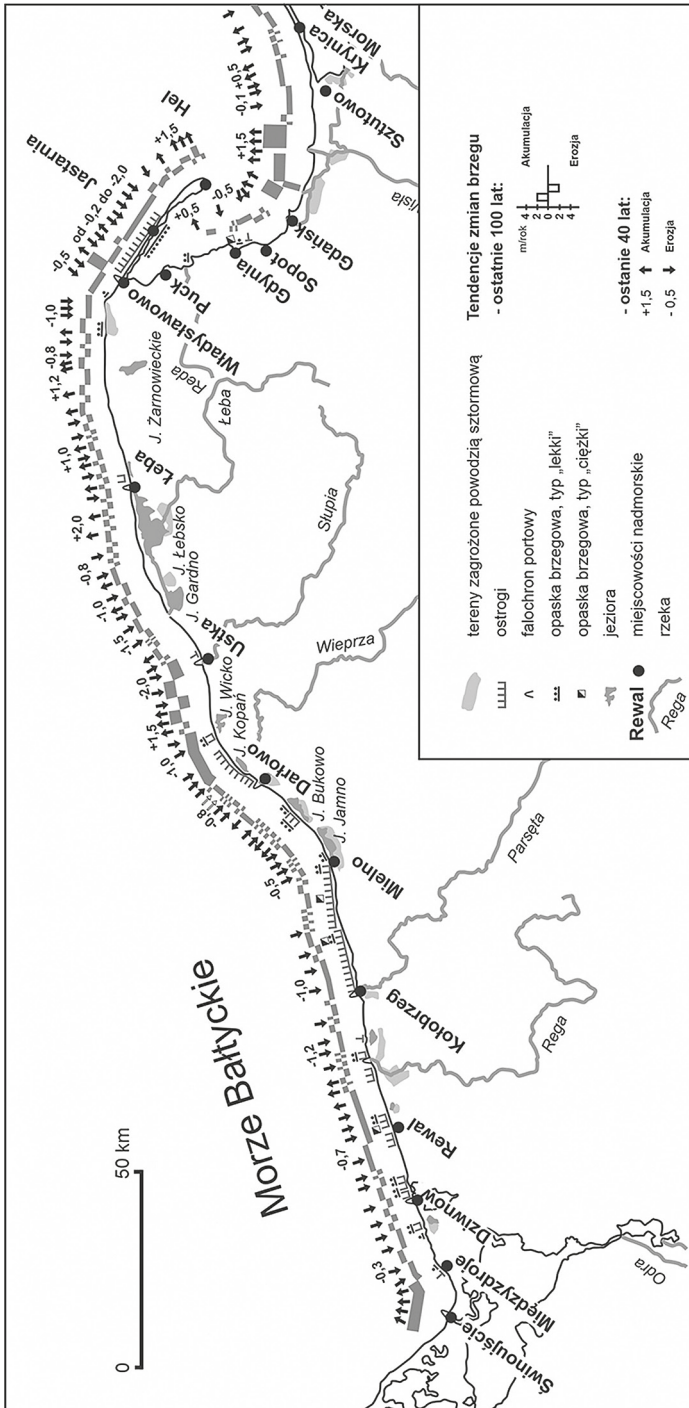 0 50 km
Morze Bałtyckie
-0,3
-0,7
-1,2
-1,0
-0,5
-0,8
-1,0
+1,5
-2,0
-1,5
-1,0
-0,8
+2,0
+1,0
+1,2
-0,8
-1,0
-0,5
od -0,2 do -2,0
+1,5
+0,5
-0,5
+1,5
-0,1
+0,5
Świnoujście
Międzyzdroje
Dziwnów
Rewal
Kołobrzeg
Mielno
Darłowo
Ustka
Łeba
Władysławowo
Jastarnia
Hel
Puck
Gdynia
Sopot
Gdańsk
Sztutowo
Krynica
Morska
J. Jamno
J. Bukowo
J. Kopań
J. Wicko
J. Gardno
J. Łebsko
J. Żarnowieckie
Odra
Rega
Parsęta
Wieprza
Słupia
Łeba
Reda
tereny zagrożone powodzią sztormową
ostrogi
falochron portowy
opaska brzegowa, typ „lekki”
opaska brzegowa, typ „ciężki”
jeziora
Rewal miejscowości nadmorskie
Rega rzeka
Tendencje zmian brzegu
- ostatnie 100 lat:
m/rok
4
2
0
2
4
Akumulacja
Erozja
- ostanie 40 lat:
+1,5 Akumulacja
- 0,5 Erozja